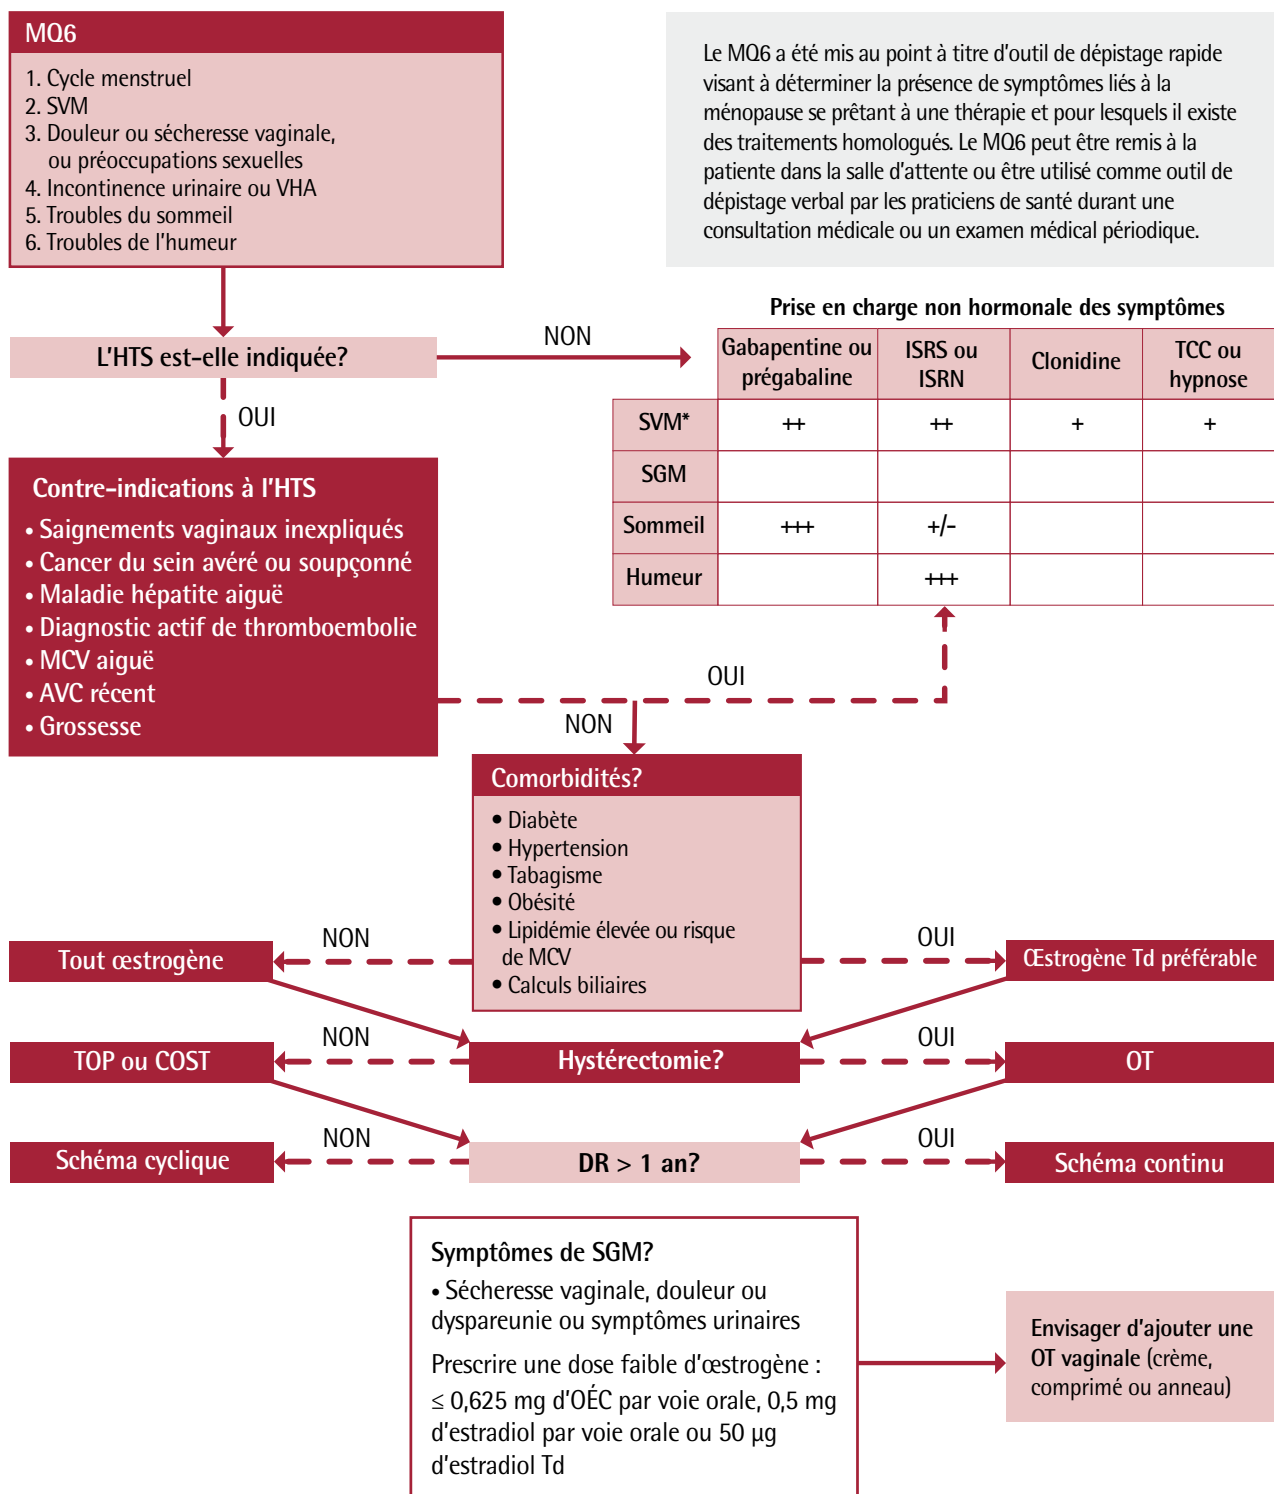 MQ6
1. Cycle menstruel
2. SVM
3. Douleur ou sécheresse vaginale,
ou préoccupations sexuelles
4. Incontinence urinaire ou VHA
5. Troubles du sommeil
6. Troubles de l'humeur
Le MQ6 a été mis au point à titre d'outil de dépistage rapide
visant à déterminer la présence de symptômes liés à la
ménopause se prêtant à une thérapie et pour lesquels il existe
des traitements homologués. Le MQ6 peut être remis à la
patiente dans la salle d'attente ou être utilisé comme outil de
dépistage verbal par les praticiens de santé durant une
consultation médicale ou un examen médical périodique.
L'HTS est-elle indiquée?
NON
OUI
Prise en charge non hormonale des symptômes
Gabapentine ou
prégabaline
ISRS ou
ISRN
Clonidine
TCC ou
hypnose
SVM* ++ ++ + +
SGM
Sommeil +++ +/-
Humeur +++
Contre-indications à l'HTS
• Saignements vaginaux inexpliqués
• Cancer du sein avéré ou soupçonné
• Maladie hépatite aiguë
• Diagnostic actif de thromboembolie
• MCV aiguë
• AVC récent
• Grossesse
OUI
NON
Comorbidités?
• Diabète
• Hypertension
• Tabagisme
• Obésité
• Lipidémie élevée ou risque
de MCV
• Calculs biliaires
NON
OUI
Tout œstrogène
Œstrogène Td préférable
NON
OUI
TOP ou COST
Hystérectomie?
OT
NON
OUI
Schéma cyclique
DR > 1 an?
Schéma continu
Symptômes de SGM?
• Sécheresse vaginale, douleur ou
dyspareunie ou symptômes urinaires
Prescrire une dose faible d'œstrogène :
≤ 0,625 mg d'OÉC par voie orale, 0,5 mg
d'estradiol par voie orale ou 50 µg
d'estradiol Td
Envisager d'ajouter une
OT vaginale (crème,
comprimé ou anneau)